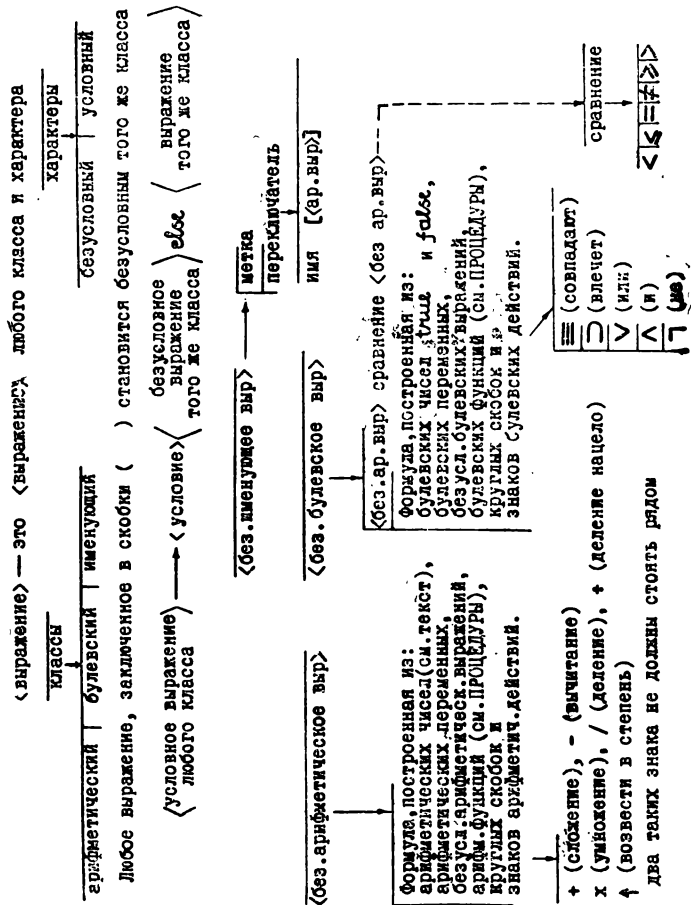 <выражение> — это <выражение> любого класса и характера
классы
характеры
арифметический | булевский | именующий
безусловный | условный
Любое выражение, заключенное в скобки ( ) становится безусловным того же класса
<условное выражение любого класса> → <условие> <безусловное выражение того же класса> else <выражение того же класса>
<без.именующее выр> → метка
переключатель
имя [<ар.выр>]
<без.арифметическое выр>
<без.булевское выр>
Формула,построенная из:
арифметических чисел(см.текст),
арифметических переменных,
безусл.арифметическ.выражений,
арифм.функций (см.ПРОЦЕДУРЫ),
круглых скобок и
знаков арифметич.действий.
<без.ар.выр> сравнение <без ар.выр>
Формула,построенная из:
булевских чисел true и false,
булевских переменных,
безусл.булевских выражений,
булевских функций (см.ПРОЦЕДУРЫ),
круглых скобок и
знаков булевских действий.
сравнение
<|≤|=|≠|≥|>
+ (сложение), - (вычитание)
x (умножение), / (деление), ÷ (деление нацело)
↑ (возвести в степень)
два таких знака не должны стоять рядом
≡ (совпадают)
⊃ (влечет)
∨ (или)
∧ (и)
¬ (не)